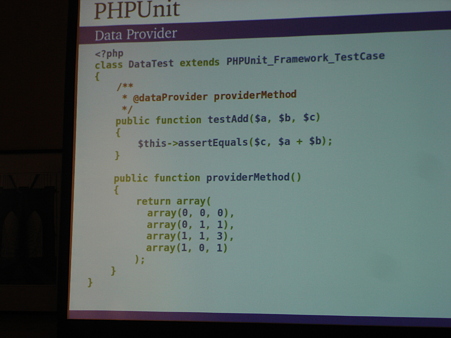 PHPUnit
Data Provider
<?php
class DataTest extends PHPUnit_Framework_TestCase
{
/**
* @dataProvider providerMethod
*/
public function testAdd($a, $b, $c)
{
$this->assertEquals($c, $a + $b);
}
public function providerMethod()
{
return array(
array(0, 0, 0),
array(0, 1, 1),
array(1, 1, 3),
array(1, 0, 1)
);
}
}